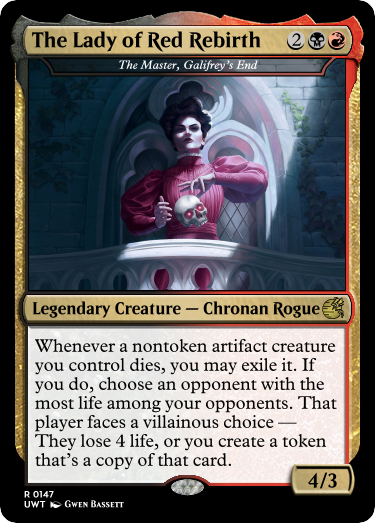 The Lady of Red Rebirth 2
The Master, Galifrey's End
Legendary Creature — Chronan Rogue
Whenever a nontoken artifact creature
you control dies, you may exile it. If
you do, choose an opponent with the
most life among your opponents. That
player faces a villainous choice —
They lose 4 life, or you create a token
that's a copy of that card.
4/3
R 0147
UWT Gwen Bassett